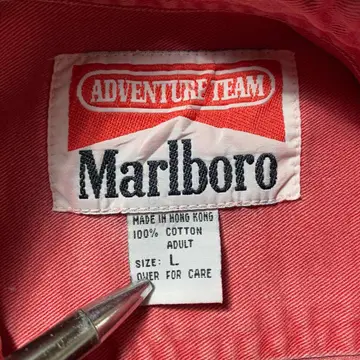 ADVENTURE TEAM
Marlboro
MADE IN HONG KONG
100% COTTON
ADULT
SIZE: L
OVER FOR CARE